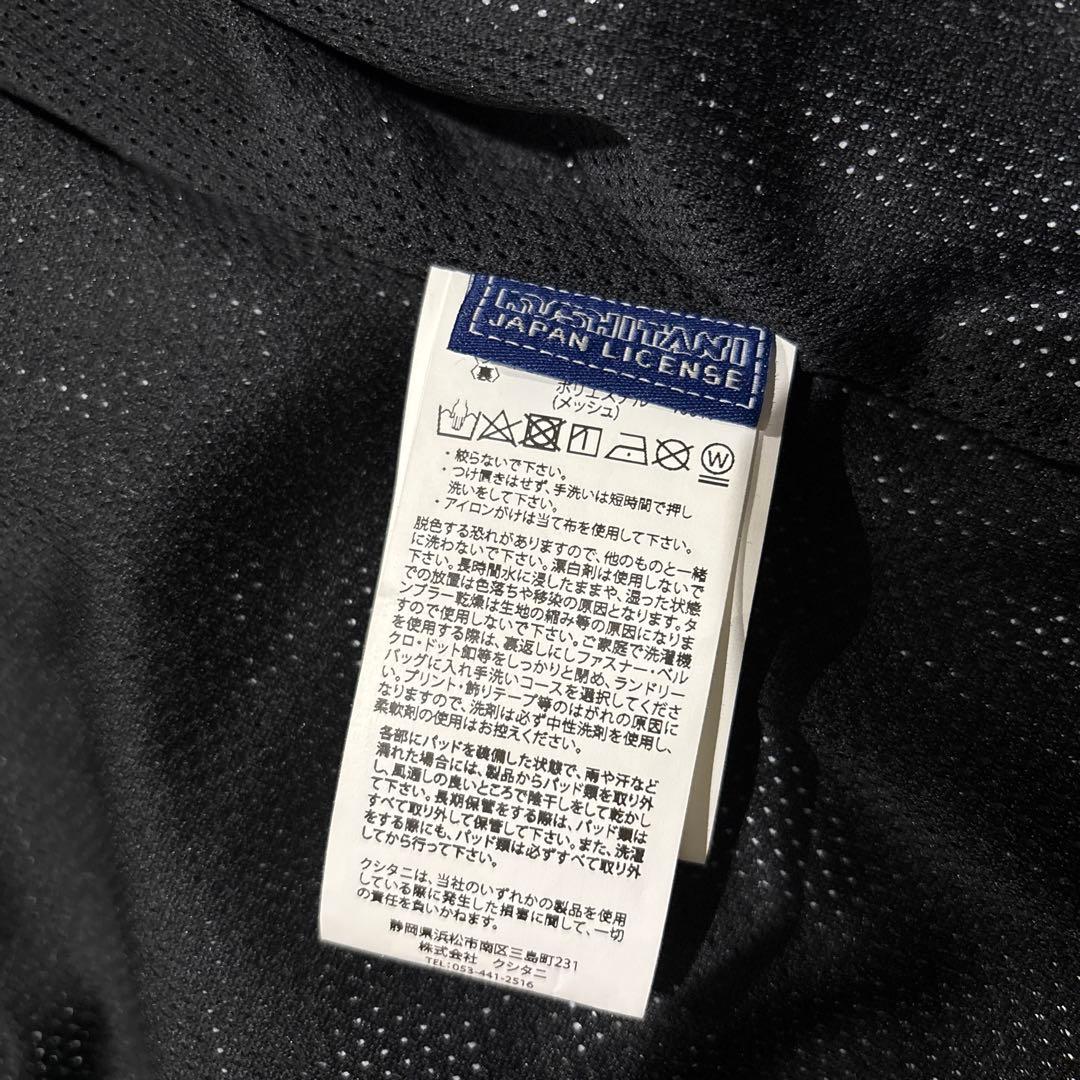 KUSHITANI
JAPAN LICENSE
裏
ポリエステル
(メッシュ)
W
・絞らないで下さい。
・つけ置きはせず、手洗いは短時間で押し
洗いをして下さい。
・アイロンがけは当て布を使用して下さい。
脱色する恐れがありますので、他のものと一緒
に洗わないで下さい。漂白剤は使用しないで
下さい。長時間水に浸したままや、湿った状態
での放置は色落ちや移染の原因となります。タ
ンブラー乾燥は生地の縮み等の原因になりま
すので使用しないで下さい。ご家庭で洗濯機
を使用する際は、裏返しにしファスナー・ベル
クロ・ドット釦等をしっかりと閉め、ランドリー
バッグに入れ手洗いコースを選択してくださ
い。プリント・飾りテープ等のはがれの原因に
なりますので、洗剤は必ず中性洗剤を使用し、
柔軟剤の使用はお控えください。
各部にパッドを装備した状態で、雨や汗など
濡れた場合には、製品からパッド類を取り外
し、風通しの良いところで陰干しをして乾かし
て下さい。長期保管をする際は、パッド類は
すべて取り外して保管して下さい。また、洗濯
をする際にも、パッド類は必ずすべて取り外
してから行って下さい。
クシタニは、当社のいずれかの製品を使用
している際に発生した損害に関して、一切
の責任を負いかねます。
静岡県浜松市南区三島町231
株式会社 クシタニ
TEL:053-441-2516